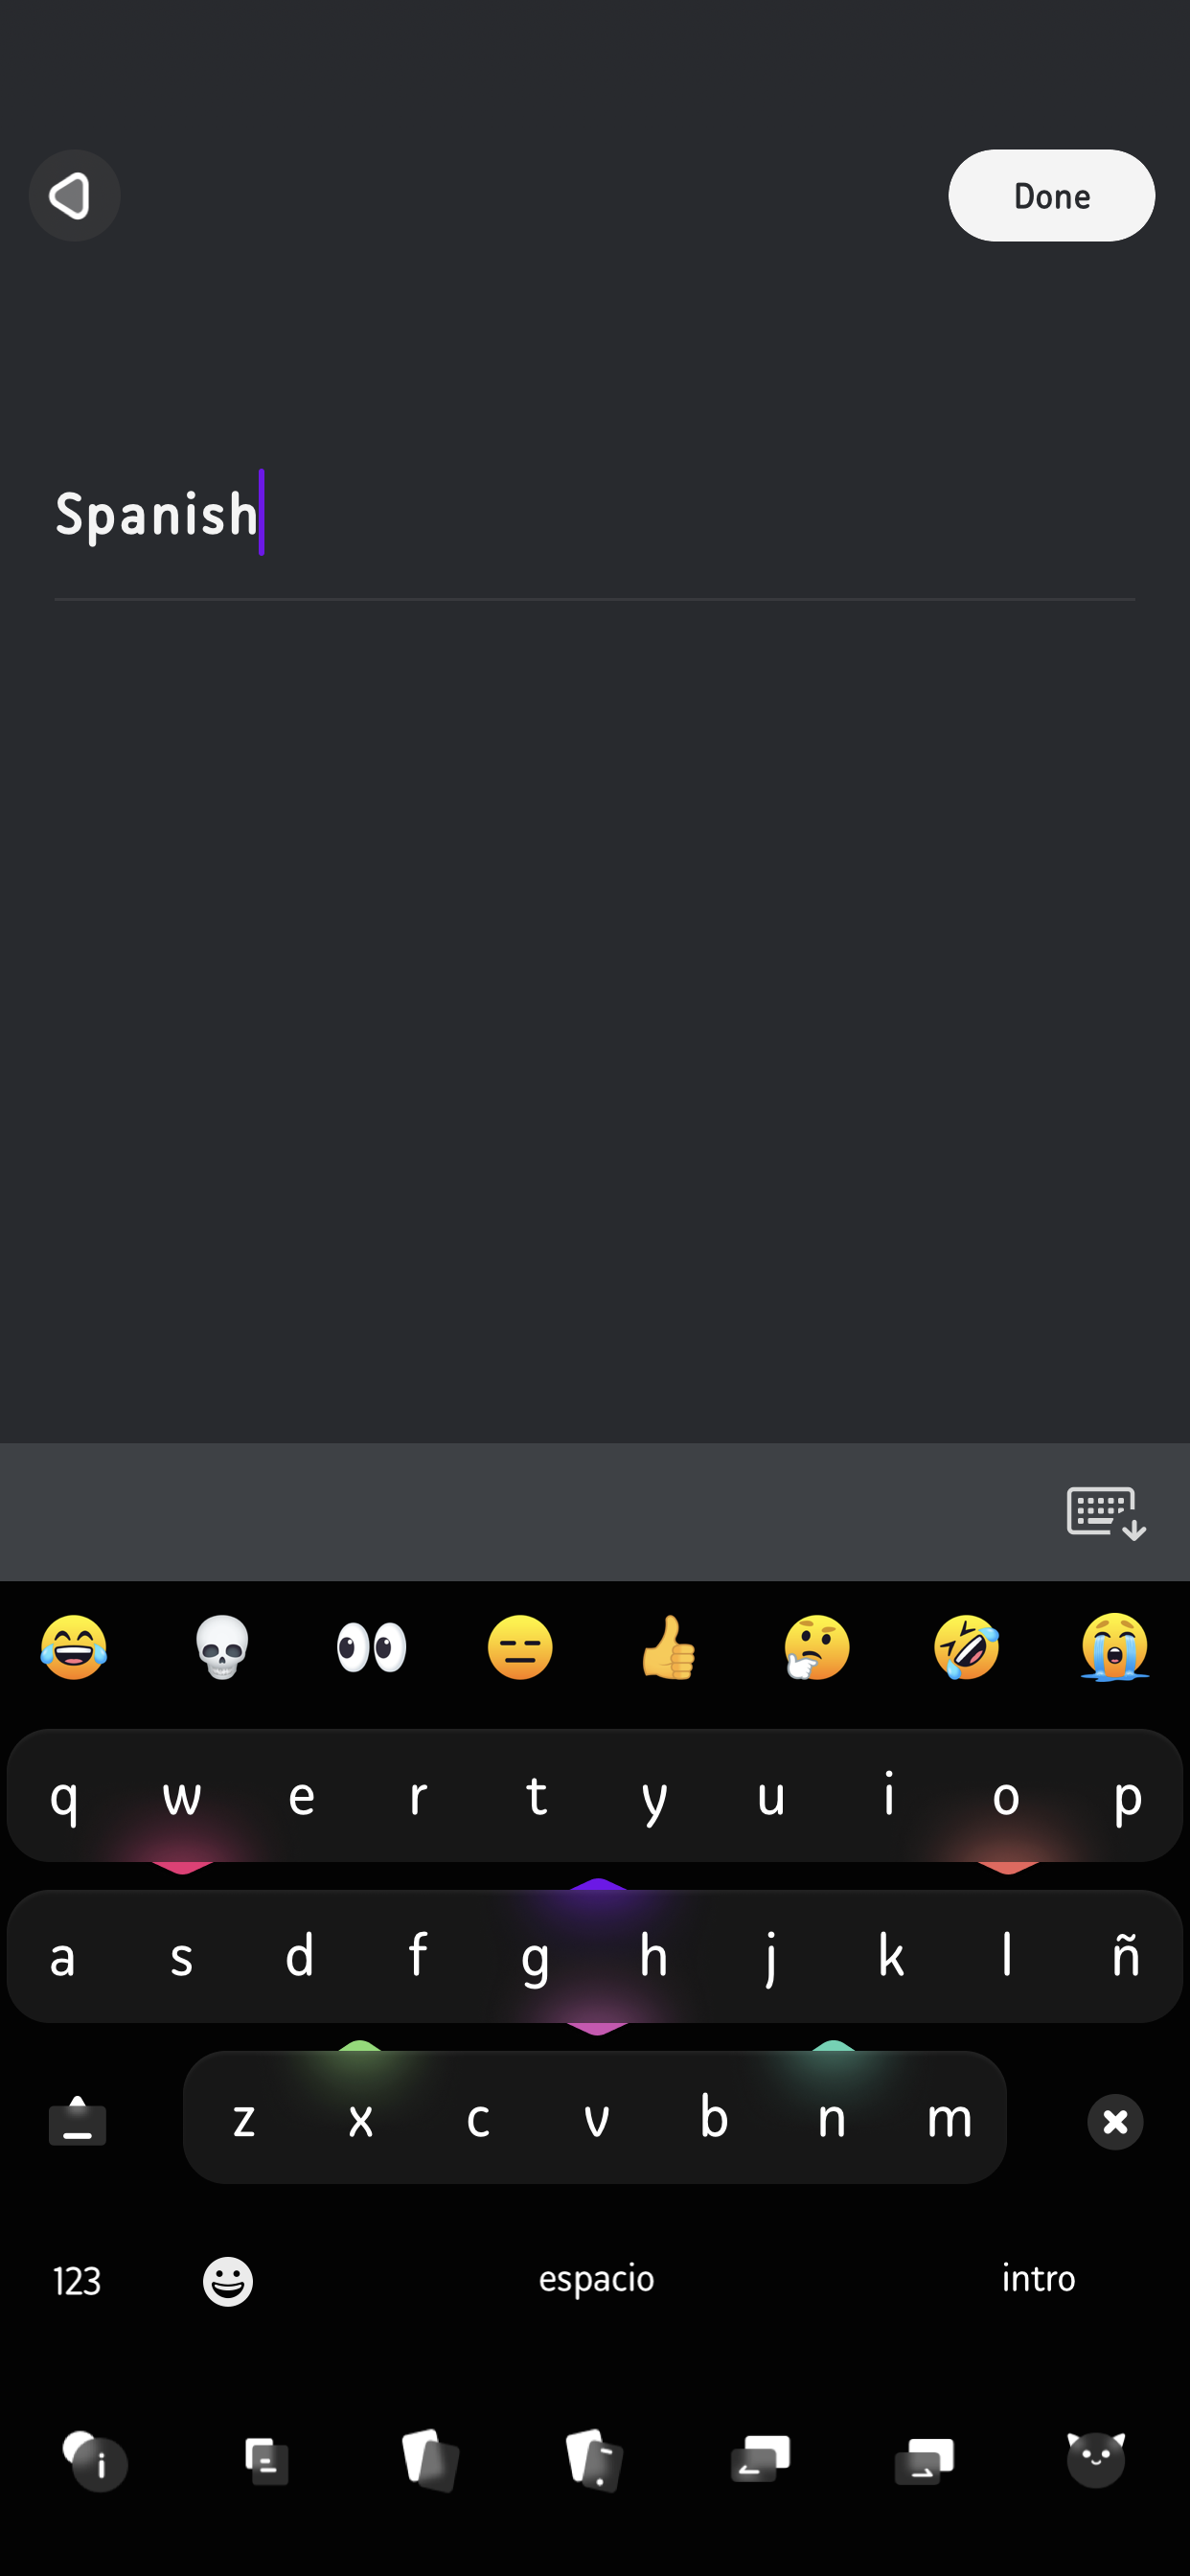 Done
Spanish
q w e r t y u i o p
a s d f g h j k l ñ
z x c v b n m
123 espacio intro